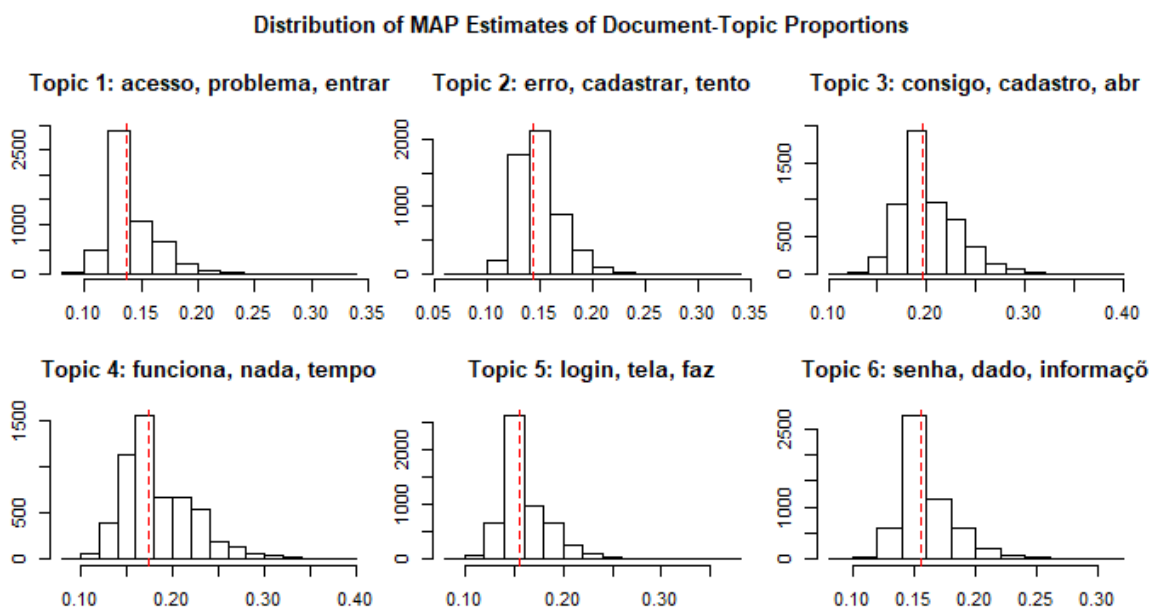 Distribution of MAP Estimates of Document-Topic Proportions
Topic 1: acesso, problema, entrar
Topic 2: erro, cadastrar, tento
Topic 3: consigo, cadastro, abr
2500
1000
0
0.10 0.15 0.20 0.25 0.30 0.35
2000
1000
0
0.05 0.10 0.15 0.20 0.25 0.30 0.35
1500
500
0
0.10 0.20 0.30 0.40
Topic 4: funciona, nada, tempo
Topic 5: login, tela, faz
Topic 6: senha, dado, informaçõ
1500
500
0
0.10 0.20 0.30 0.40
2000
1000
0
0.10 0.20 0.30
2500
1000
0
0.10 0.15 0.20 0.25 0.30